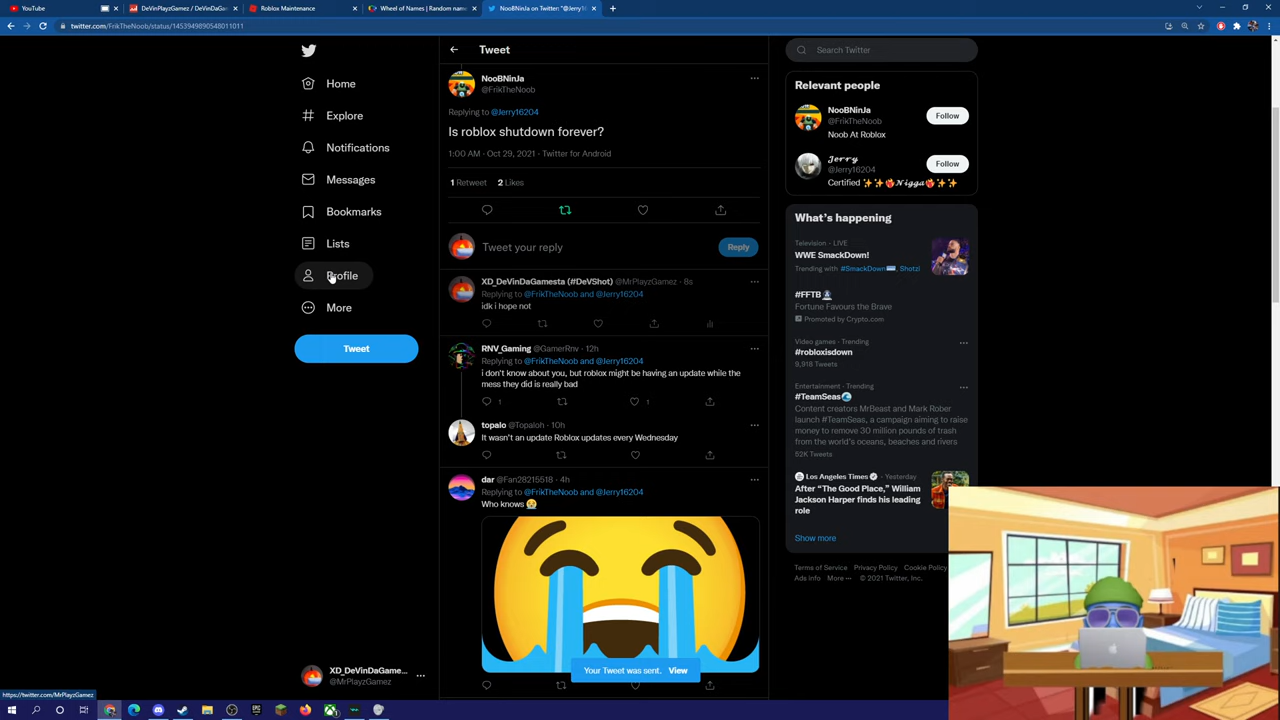 YouTube
DeVinPlayzGamez / DeVinDaGa
Roblox Maintenance
Wheel of Names | Random name
NooBNinJa on Twitter: "@Jerry16
twitter.com/FrikTheNoob/status/1453949890548011011
Home
Explore
Notifications
Messages
Bookmarks
Lists
Profile
More
Tweet
XD_DeVinDaGame...
@MrPlayzGamez
https://twitter.com/MrPlayzGamez
Tweet
NooBNinJa
@FrikTheNoob
Replying to @Jerry16204
Is roblox shutdown forever?
1:00 AM · Oct 29, 2021 · Twitter for Android
1 Retweet 2 Likes
Tweet your reply
Reply
XD_DeVinDaGamesta (#DeVShot) @MrPlayzGamez · 8s
Replying to @FrikTheNoob and @Jerry16204
idk i hope not
RNV_Gaming @GamerRnv · 12h
Replying to @FrikTheNoob and @Jerry16204
i don't know about you, but roblox might be having an update while the
mess they did is really bad
1 1
topalo @Topaloh · 10h
It wasn't an update Roblox updates every Wednesday
dar @Fan28215518 · 4h
Replying to @FrikTheNoob and @Jerry16204
Who knows 😭
Your Tweet was sent. View
Search Twitter
Relevant people
NooBNinJa
@FrikTheNoob
Follow
Noob At Roblox
𝓙𝓮𝓻𝓻𝔂
@Jerry16204
Follow
Certified ✨✨❤️‍🔥𝓝𝓲𝓰𝓰𝓪❤️‍🔥✨✨
What's happening
Television · LIVE
WWE SmackDown!
Trending with #SmackDown, Shotzi
#FFTB
Fortune Favours the Brave
Promoted by Crypto.com
Video games · Trending
#robloxisdown
8,918 Tweets
Entertainment · Trending
#TeamSeas🌊
Content creators MrBeast and Mark Rober
launch #TeamSeas, a campaign aiming to raise
money to remove 30 million pounds of trash
from the world's oceans, beaches and rivers
52K Tweets
Los Angeles Times · Yesterday
After "The Good Place," William
Jackson Harper finds his leading
role
Show more
Terms of Service Privacy Policy Cookie Policy
Ads info More ··· © 2021 Twitter, Inc.